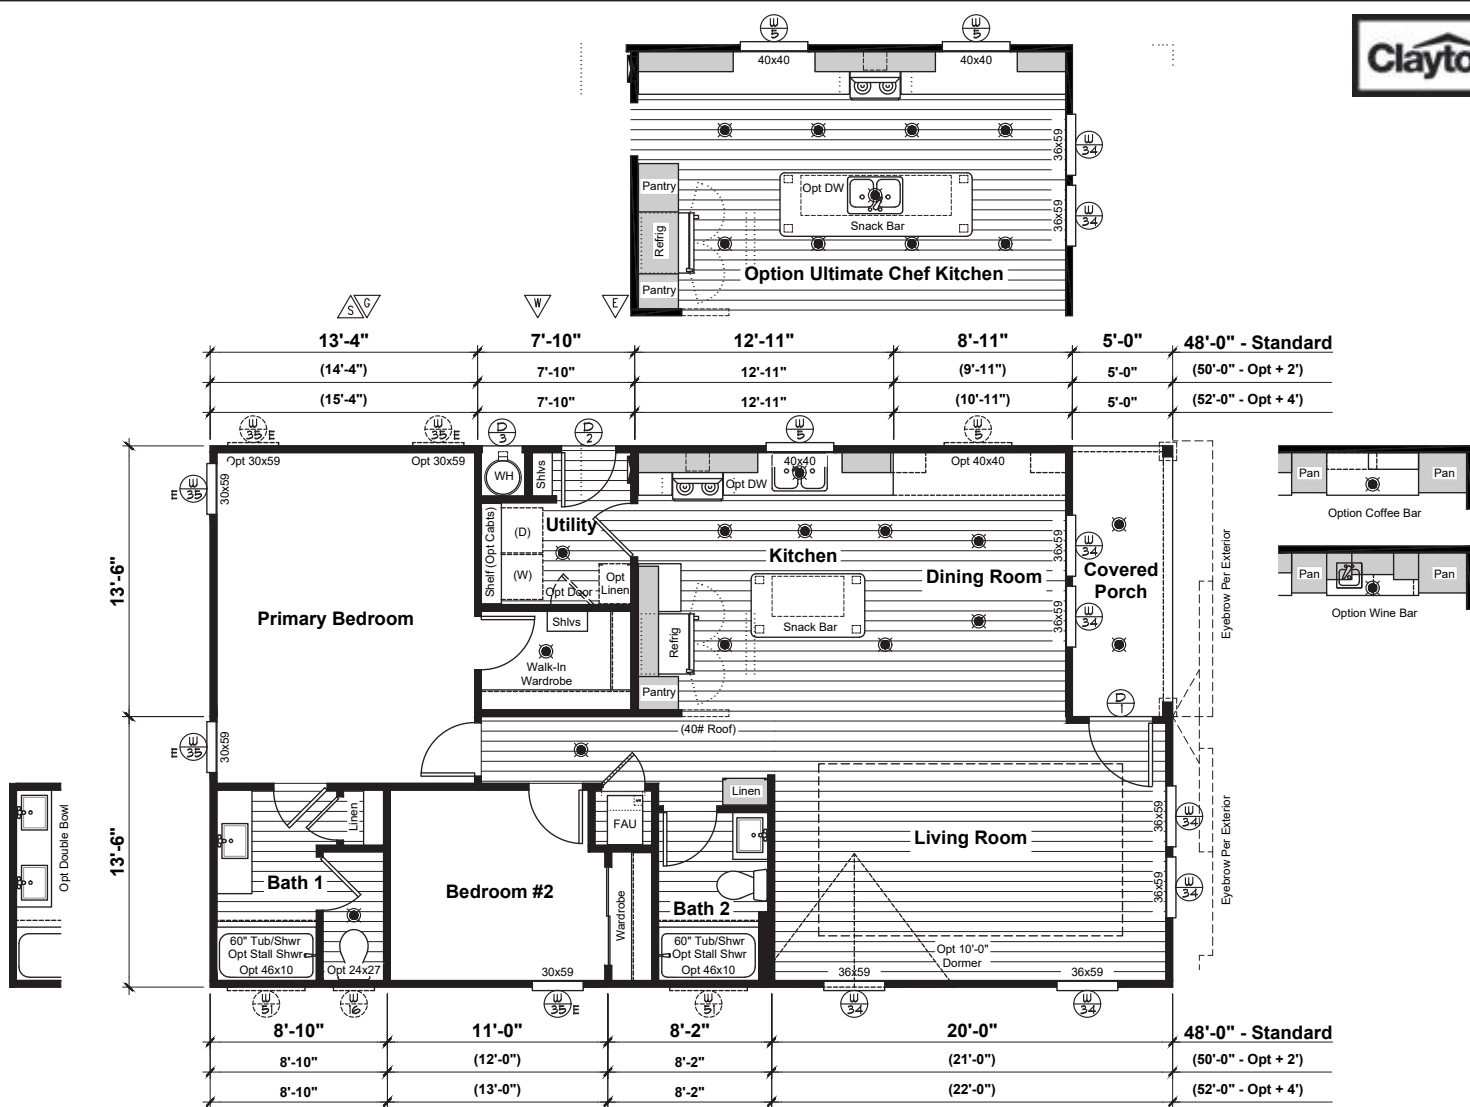 W
5
W
5
40x40
40x40
Clayto
36x59
W
34
Pantry
Opt DW
36x59
W
34
Snack Bar
Refrig
Option Ultimate Chef Kitchen
Pantry
S G W E
13'-4" 7'-10" 12'-11" 8'-11" 5'-0" 48'-0" - Standard
(14'-4") 7'-10" 12'-11" (9'-11") 5'-0" (50'-0" - Opt + 2')
(15'-4") 7'-10" 12'-11" (10'-11") 5'-0" (52'-0" - Opt + 4')
W
35 E
W
35 E
D
3
D
2
W
5
W
5
Opt 30x59
Opt 30x59
WH
Shlvs
40x40
Opt 40x40
Opt DW
Pan
Pan
Option Coffee Bar
W
35
E
30x59
Shelf (Opt Cabts)
(D)
Utility
Kitchen
36x59
W
34
Covered
Porch
Eyebrow Per Exterior
(W)
Opt Door
Opt
Linen
Dining Room
Pan
Pan
Option Wine Bar
13'-6"
Primary Bedroom
Shlvs
Snack Bar
36x59
W
34
Refrig
Walk-In
Wardrobe
Pantry
D
1
(40# Roof)
W
35
E
30x59
Opt Double Bowl
13'-6"
Linen
FAU
Linen
Living Room
36x59
W
34
Eyebrow Per Exterior
Bath 1
Bedroom #2
Wardrobe
Bath 2
36x59
W
34
60" Tub/Shwr
Opt Stall Shwr
Opt 46x10
Opt 24x27
30x59
60" Tub/Shwr
Opt Stall Shwr
Opt 46x10
Opt 10'-0"
Dormer
36x59
36x59
W
51
W
16
W
35 E
W
51
W
34
W
34
8'-10" 11'-0" 8'-2" 20'-0" 48'-0" - Standard
8'-10" (12'-0") 8'-2" (21'-0") (50'-0" - Opt + 2')
8'-10" (13'-0") 8'-2" (22'-0") (52'-0" - Opt + 4')